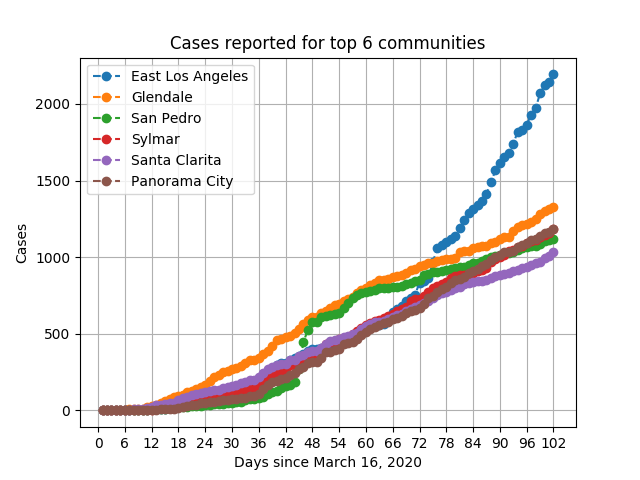 Cases reported for top 6 communities
East Los Angeles
Glendale
San Pedro
Sylmar
Santa Clarita
Panorama City
2000
1500
1000
500
0
Cases
0 6 12 18 24 30 36 42 48 54 60 66 72 78 84 90 96 102
Days since March 16, 2020